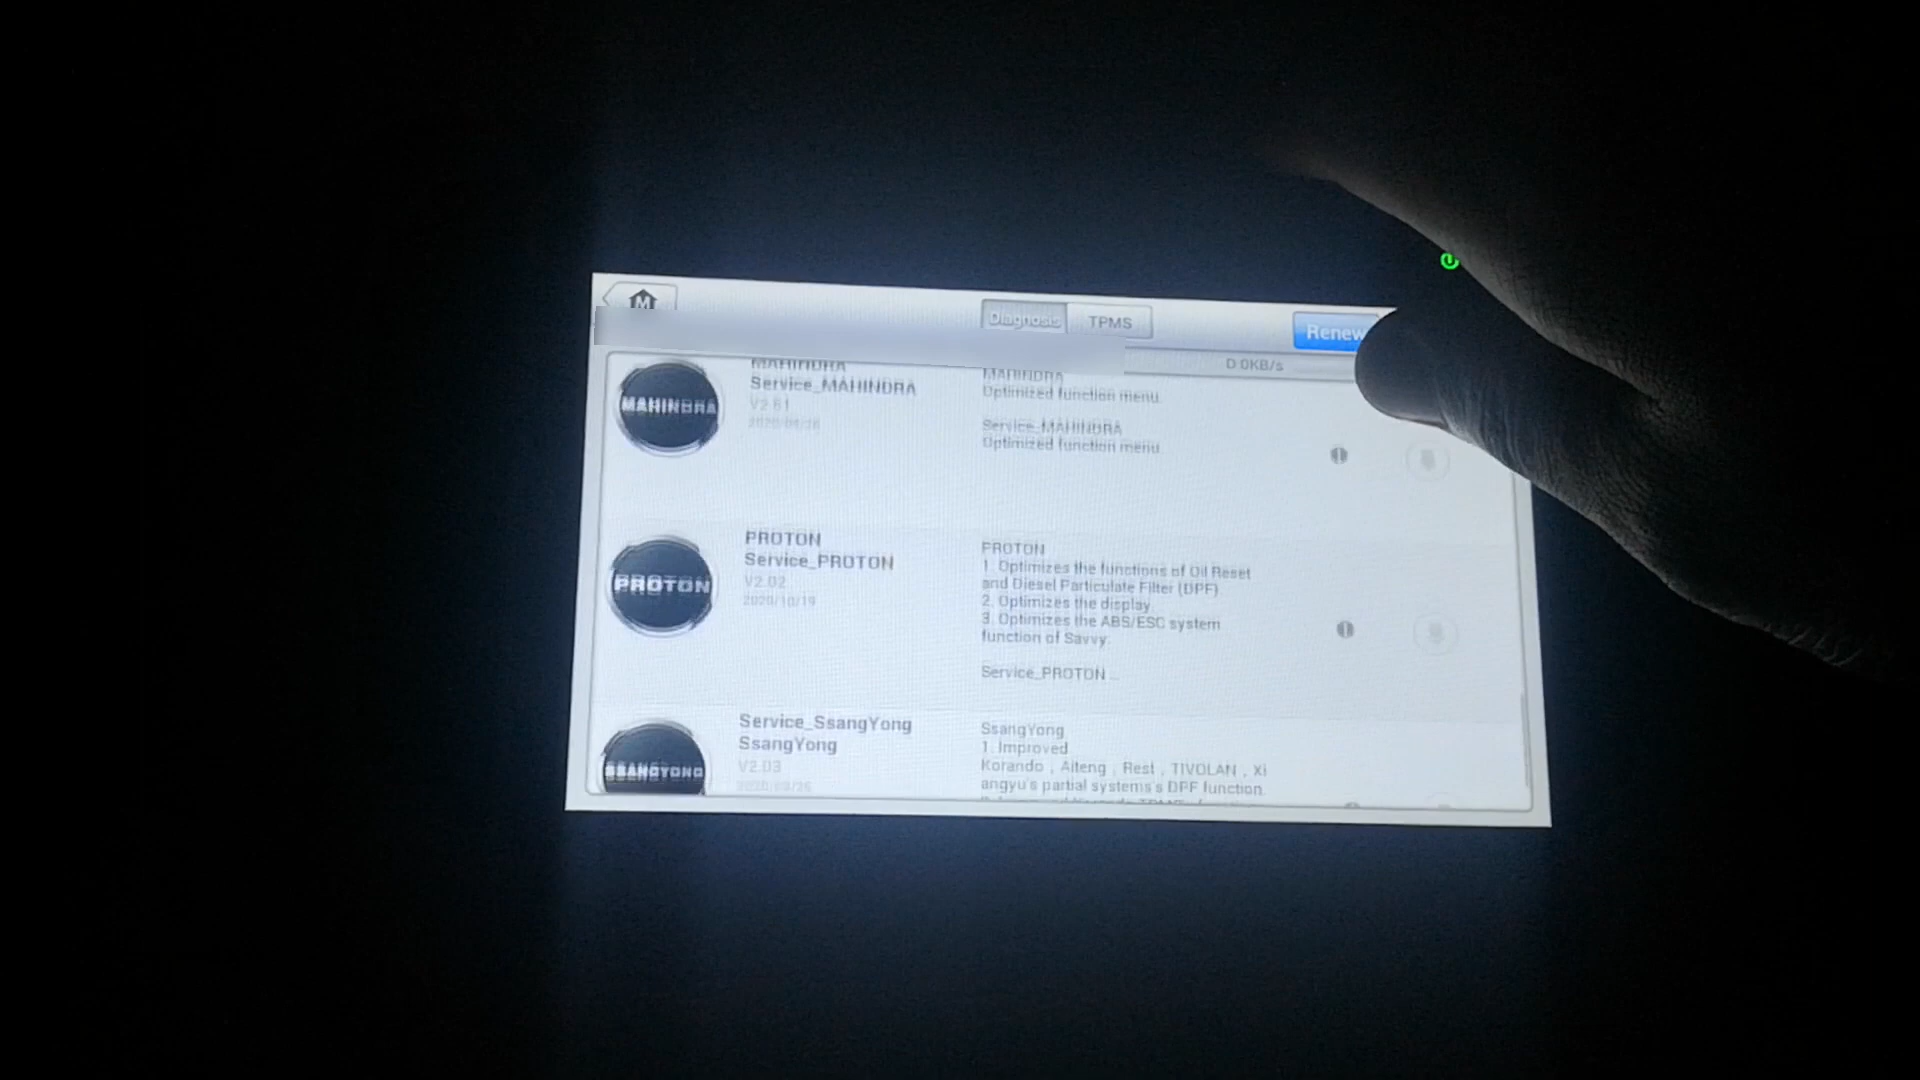 M
Diagnosis TPMS Renew
D:0KB/s
MAHINDRA
MAHINDRA
Service_MAHINDRA
V2.61
MAHINDRA
Optimized function menu.
Service_MAHINDRA
Optimized function menu
PROTON
PROTON
Service_PROTON
V2.02
2020/10/19
PROTON
1. Optimizes the functions of Oil Reset
and Diesel Particulate Filter (DPF)
2. Optimizes the display
3. Optimizes the ABS/ESC system
function of Savvy.
Service_PROTON ...
SSANGYONG
Service_SsangYong
SsangYong
V2.03
SsangYong
1. Improved
Korando , Aiteng , Rest , TIVOLAN , Xi
angyu's partial systems's DPF function.